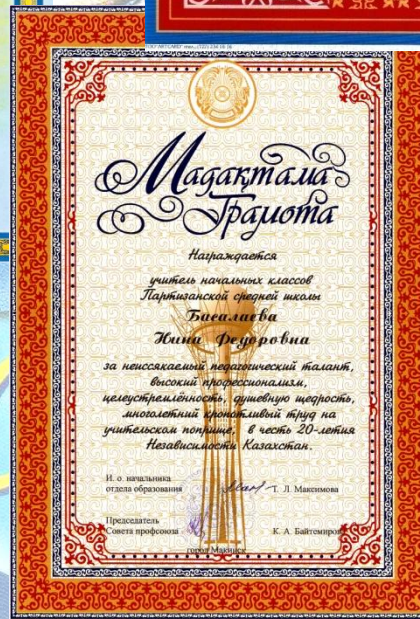 Мадақтама
Грамота
Награждается
учитель начальных классов
Партизанской средней школы
Басалаева
Нина Федоровна
за неиссякаемый педагогический талант,
высокий профессионализм,
целеустремлённость, душевную щедрость,
многолетний кропотливый труд на
учительском поприще, в честь 20-летия
Независимости Казахстан.
И. о. начальника
отдела образования Т. Л. Максимова
Председатель
Совета профсоюза К. А. Байтемиров
город Макинск